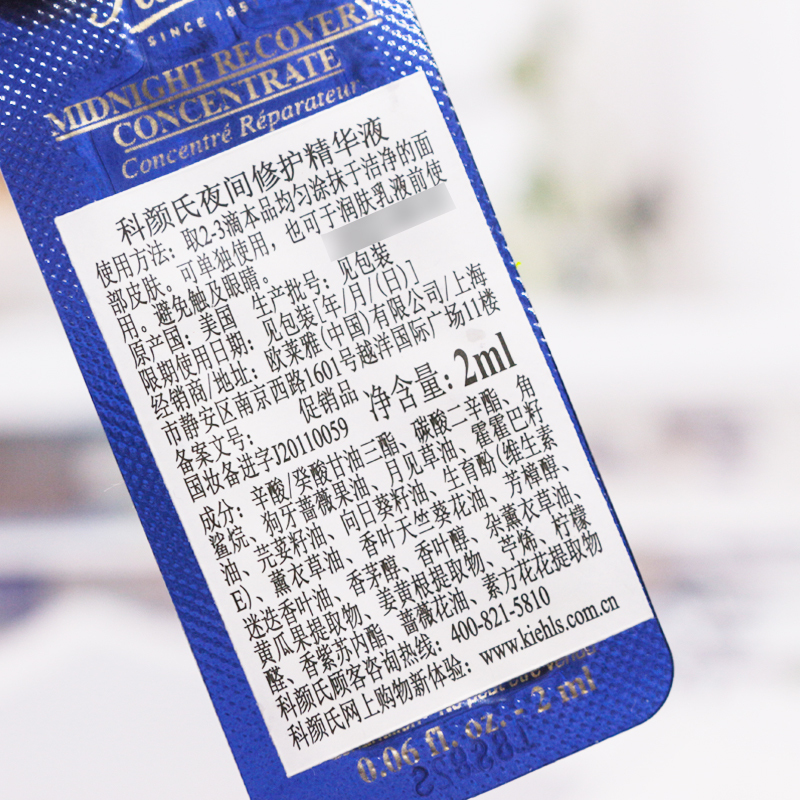 SINCE 185
MIDNIGHT RECOVERY
CONCENTRATE
Concentré Réparateur
科颜氏夜间修护精华液
使用方法：取2-3滴本品均匀涂抹于洁净的面
部皮肤。可单独使用，也可于润肤乳液前使
用。避免触及眼睛。
原产国：美国 生产批号：见包装
限期使用日期：见包装[年/月/(日)]
经销商/地址：欧莱雅(中国)有限公司/上海
市静安区南京西路1601号越洋国际广场11楼
备案文号： 促销品 净含量：2ml
国妆备进字J20110059
成分：辛酸/癸酸甘油三酯、碳酸二辛酯、角
鲨烷、狗牙蔷薇果油、月见草油、霍霍巴籽
油、芫荽籽油、向日葵籽油、生育酚(维生素
E)、薰衣草油、香叶天竺葵花油、芳樟醇、
迷迭香叶油、香茅醇、香叶醇、杂薰衣草油、
黄瓜果提取物、姜黄根提取物、苎烯、柠檬
醛、香紫苏内酯、蔷薇花油、素方花花提取物
科颜氏顾客咨询热线：400-821-5810
科颜氏网上购物新体验：www.kiehls.com.cn
0.06 fl. oz. - 2 ml